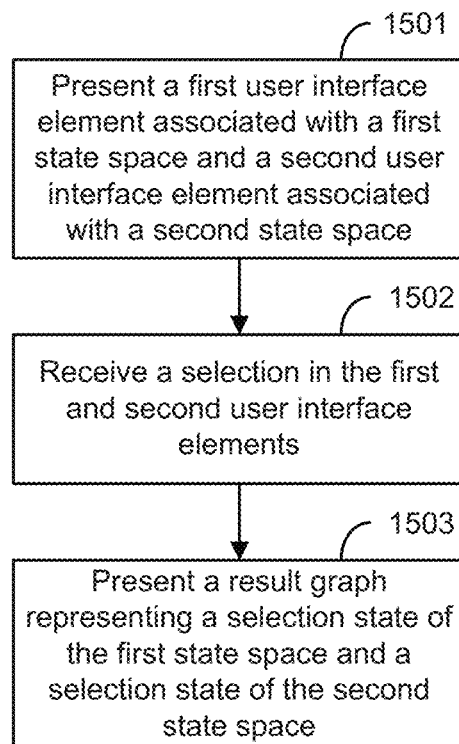 1501
Present a first user interface
element associated with a first
state space and a second user
interface element associated
with a second state space
1502
Receive a selection in the first
and second user interface
elements
1503
Present a result graph
representing a selection state of
the first state space and a
selection state of the second
state space